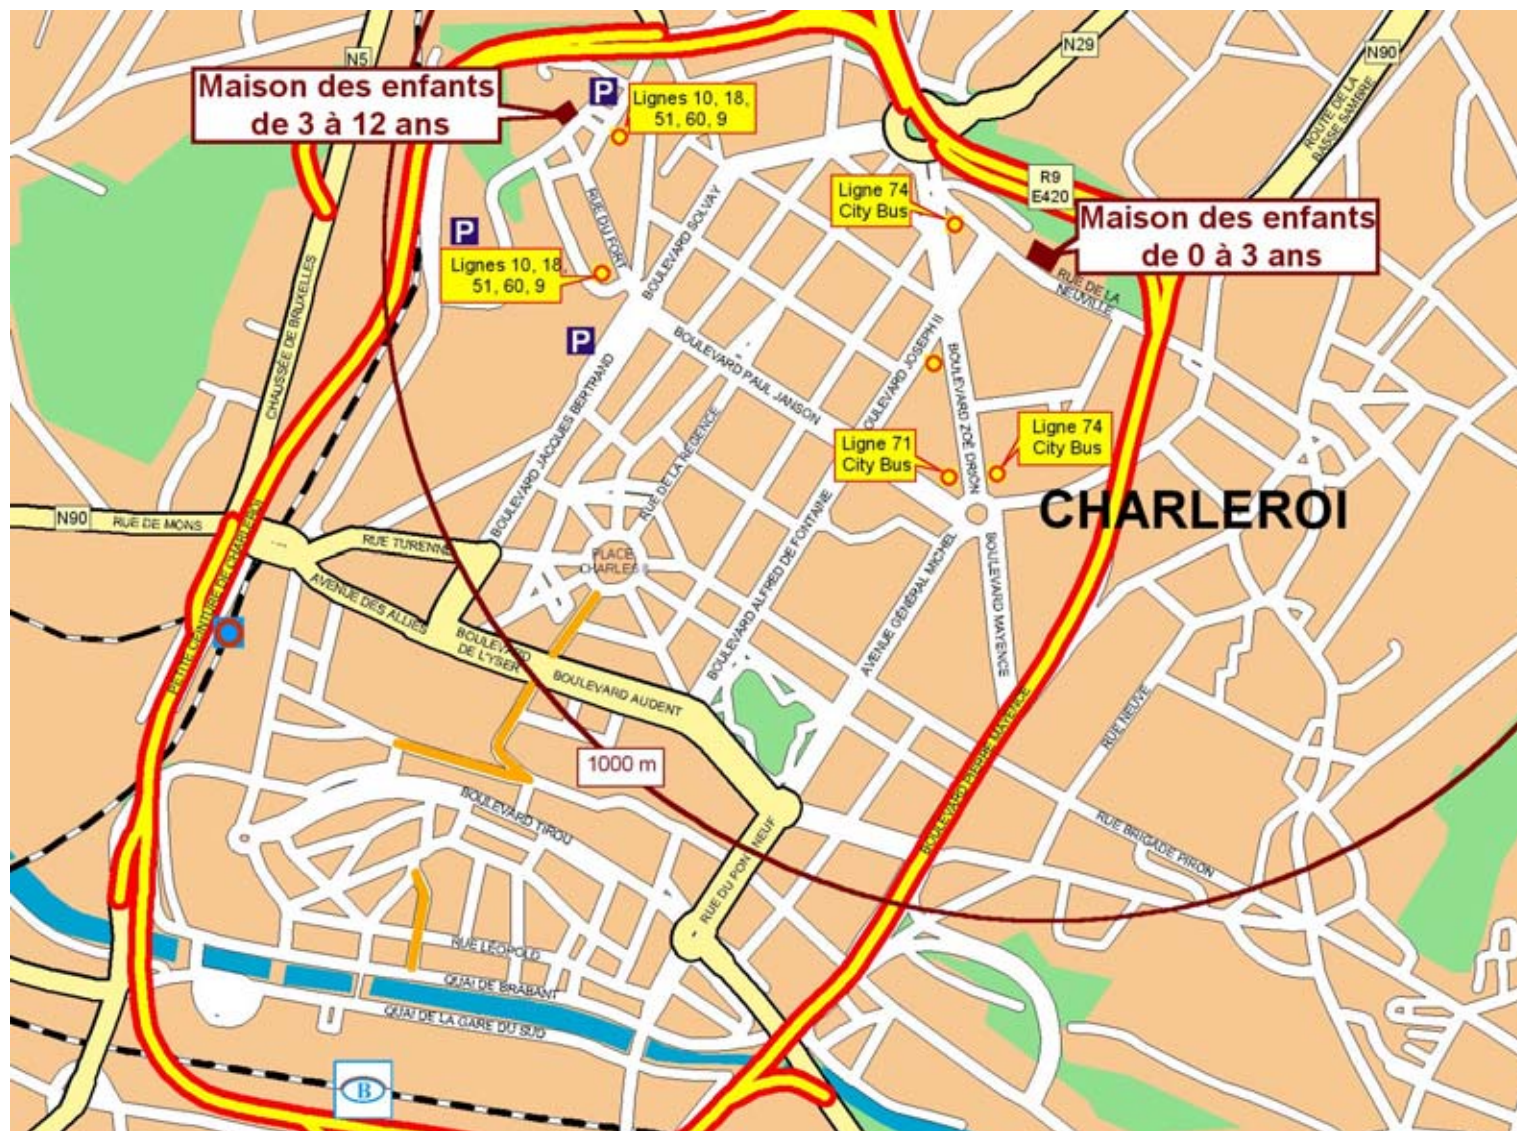 N5
N29
N90
Maison des enfants
de 3 à 12 ans
P
Lignes 10, 18,
51, 60, 9
ROUTE DE LA
BASSE SAMBRE
R9
E420
Ligne 74
City Bus
Maison des enfants
de 0 à 3 ans
RUE DU FORT
BOULEVARD SOLVAY
P
Lignes 10, 18,
51, 60, 9
RUE DE LA
NEUVILLE
CHAUSSÉE DE BRUXELLES
P
BOULEVARD PAUL JANSON
BOULEVARD JOSEPH II
BOULEVARD ZOÉ DRION
BOULEVARD JACQUES BERTRAND
RUE DE LA RÉGENCE
Ligne 71
City Bus
Ligne 74
City Bus
CHARLEROI
N90
RUE DE MONS
PETITE CEINTURE DE CHARLEROI
RUE TURENNE
PLACE
CHARLES II
BOULEVARD ALFRED DE FONTAINE
AVENUE GÉNÉRAL MICHEL
BOULEVARD MAYENCE
AVENUE DES ALLIÉS
BOULEVARD
DE L'YSER
BOULEVARD AUDENT
RUE NEUVE
BOULEVARD PIERRE MAYENCE
1000 m
BOULEVARD TIROU
RUE DU PONT NEUF
RUE BRIGADE PIRON
RUE LÉOPOLD
QUAI DE BRABANT
QUAI DE LA GARE DU SUD
B